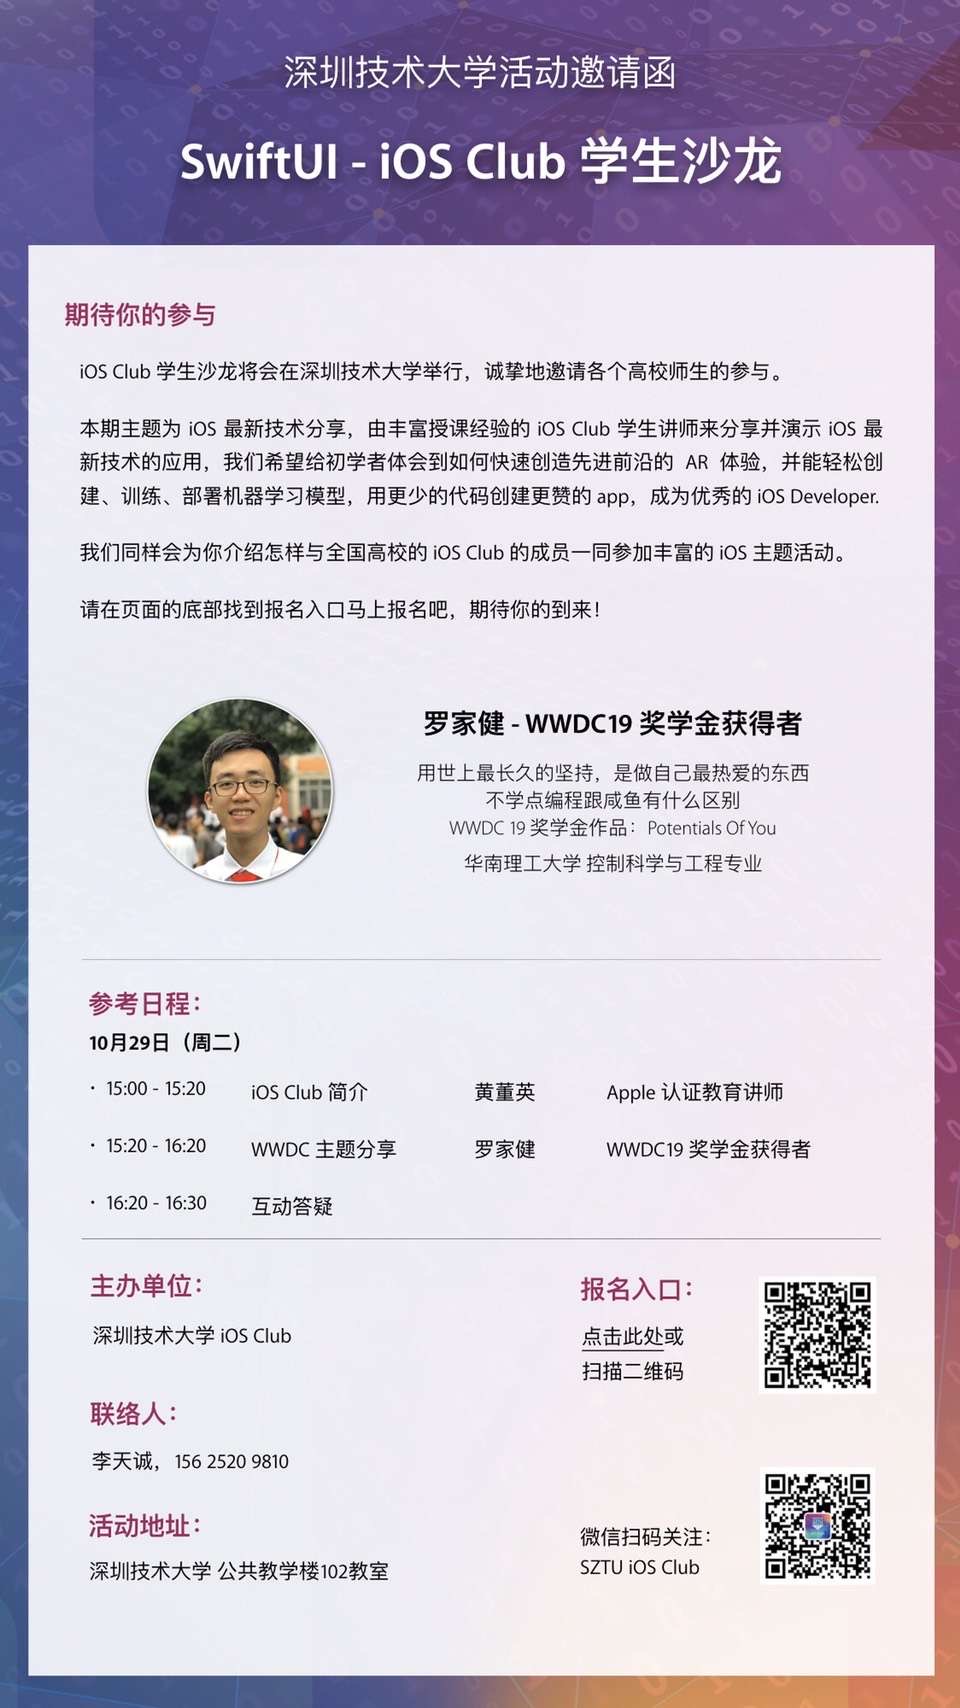 深圳技术大学活动邀请函
SwiftUI - iOS Club 学生沙龙
期待你的参与
iOS Club 学生沙龙将会在深圳技术大学举行，诚挚地邀请各个高校师生的参与。
本期主题为 iOS 最新技术分享，由丰富授课经验的 iOS Club 学生讲师来分享并演示 iOS 最
新技术的应用，我们希望给初学者体会到如何快速创造先进前沿的 AR 体验，并能轻松创
建、训练、部署机器学习模型，用更少的代码创建更赞的 app，成为优秀的 iOS Developer.
我们同样会为你介绍怎样与全国高校的 iOS Club 的成员一同参加丰富的 iOS 主题活动。
请在页面的底部找到报名入口马上报名吧，期待你的到来！
罗家健 - WWDC19 奖学金获得者
用世上最长久的坚持，是做自己最热爱的东西
不学点编程跟咸鱼有什么区别
WWDC 19 奖学金作品：Potentials Of You
华南理工大学 控制科学与工程专业
参考日程：
10月29日（周二）
· 15:00 - 15:20 iOS Club 简介 黄董英 Apple 认证教育讲师
· 15:20 - 16:20 WWDC 主题分享 罗家健 WWDC19 奖学金获得者
· 16:20 - 16:30 互动答疑
主办单位：
深圳技术大学 iOS Club
报名入口：
点击此处或
扫描二维码
联络人：
李天诚，156 2520 9810
活动地址：
深圳技术大学 公共教学楼102教室
微信扫码关注：
SZTU iOS Club